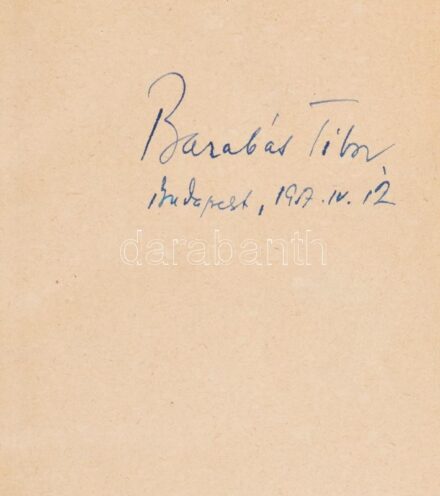 Barabás Tibor
Budapest, 1957. IV. 12
darabanth